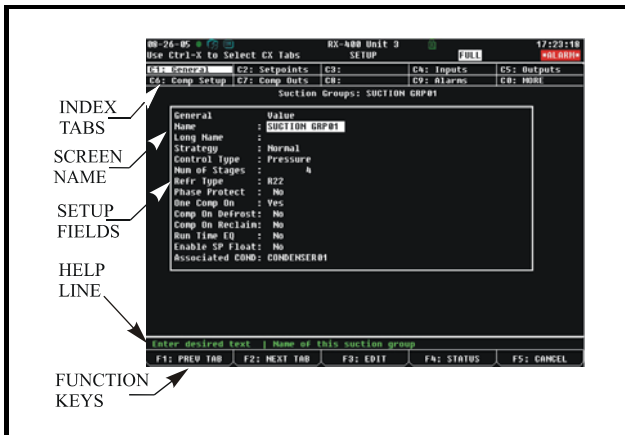 08-26-05 RX-400 Unit 3 17:23:18
Use Ctrl-X to Select CX Tabs SETUP FULL *ALARM*
C1: General C2: Setpoints C3: C4: Inputs C5: Outputs
C6: Comp Setup C7: Comp Outs C8: C9: Alarms C0: MORE
Suction Groups: SUCTION GRP01
General Value
Name : SUCTION GRP01
Long Name :
Strategy : Normal
Control Type : Pressure
Num of Stages : 4
Refr Type : R22
Phase Protect : No
One Comp On : Yes
Comp On Defrost: No
Comp On Reclaim: No
Run Time EQ : No
Enable SP Float: No
Associated COND: CONDENSER01
Enter desired text | Name of this suction group
F1: PREV TAB F2: NEXT TAB F3: EDIT F4: STATUS F5: CANCEL
INDEX
TABS
SCREEN
NAME
SETUP
FIELDS
HELP
LINE
FUNCTION
KEYS